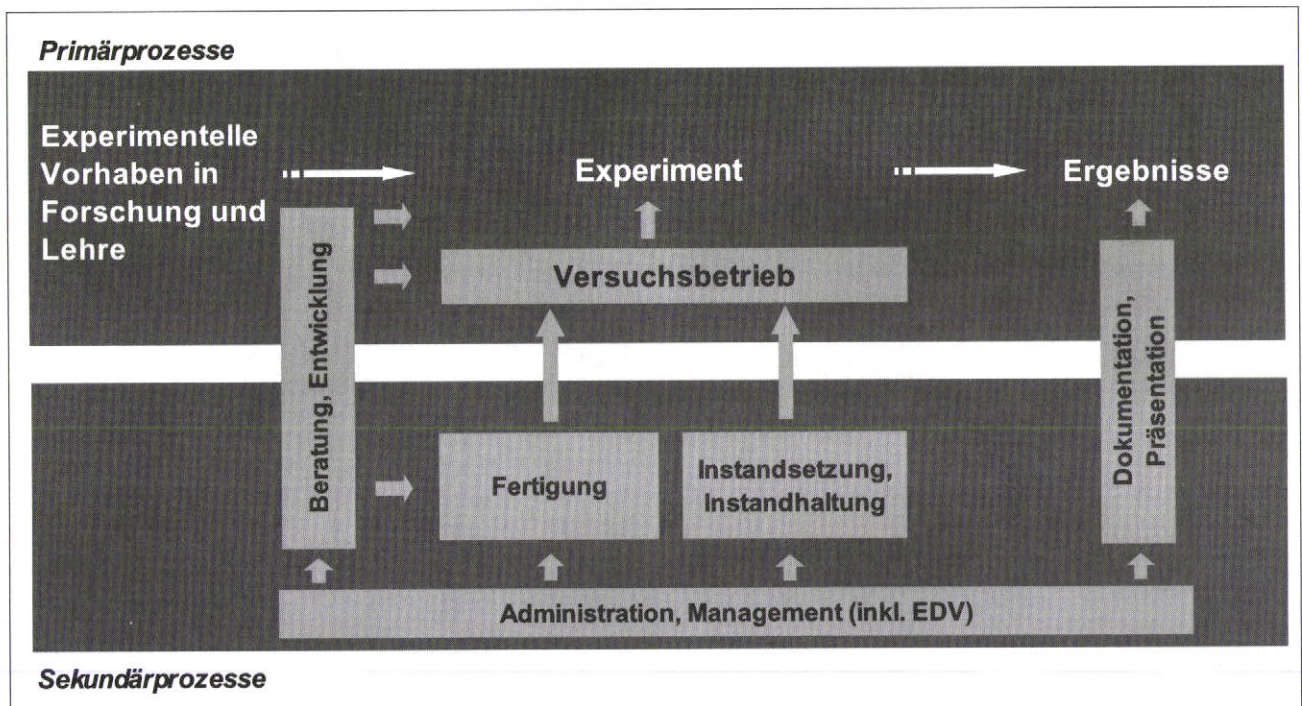 Primärprozesse
Experimentelle
Vorhaben in
Forschung und
Lehre
Experiment
Ergebnisse
Beratung, Entwicklung
Versuchsbetrieb
Dokumentation,
Präsentation
Fertigung
Instandsetzung,
Instandhaltung
Administration, Management (inkl. EDV)
Sekundärprozesse